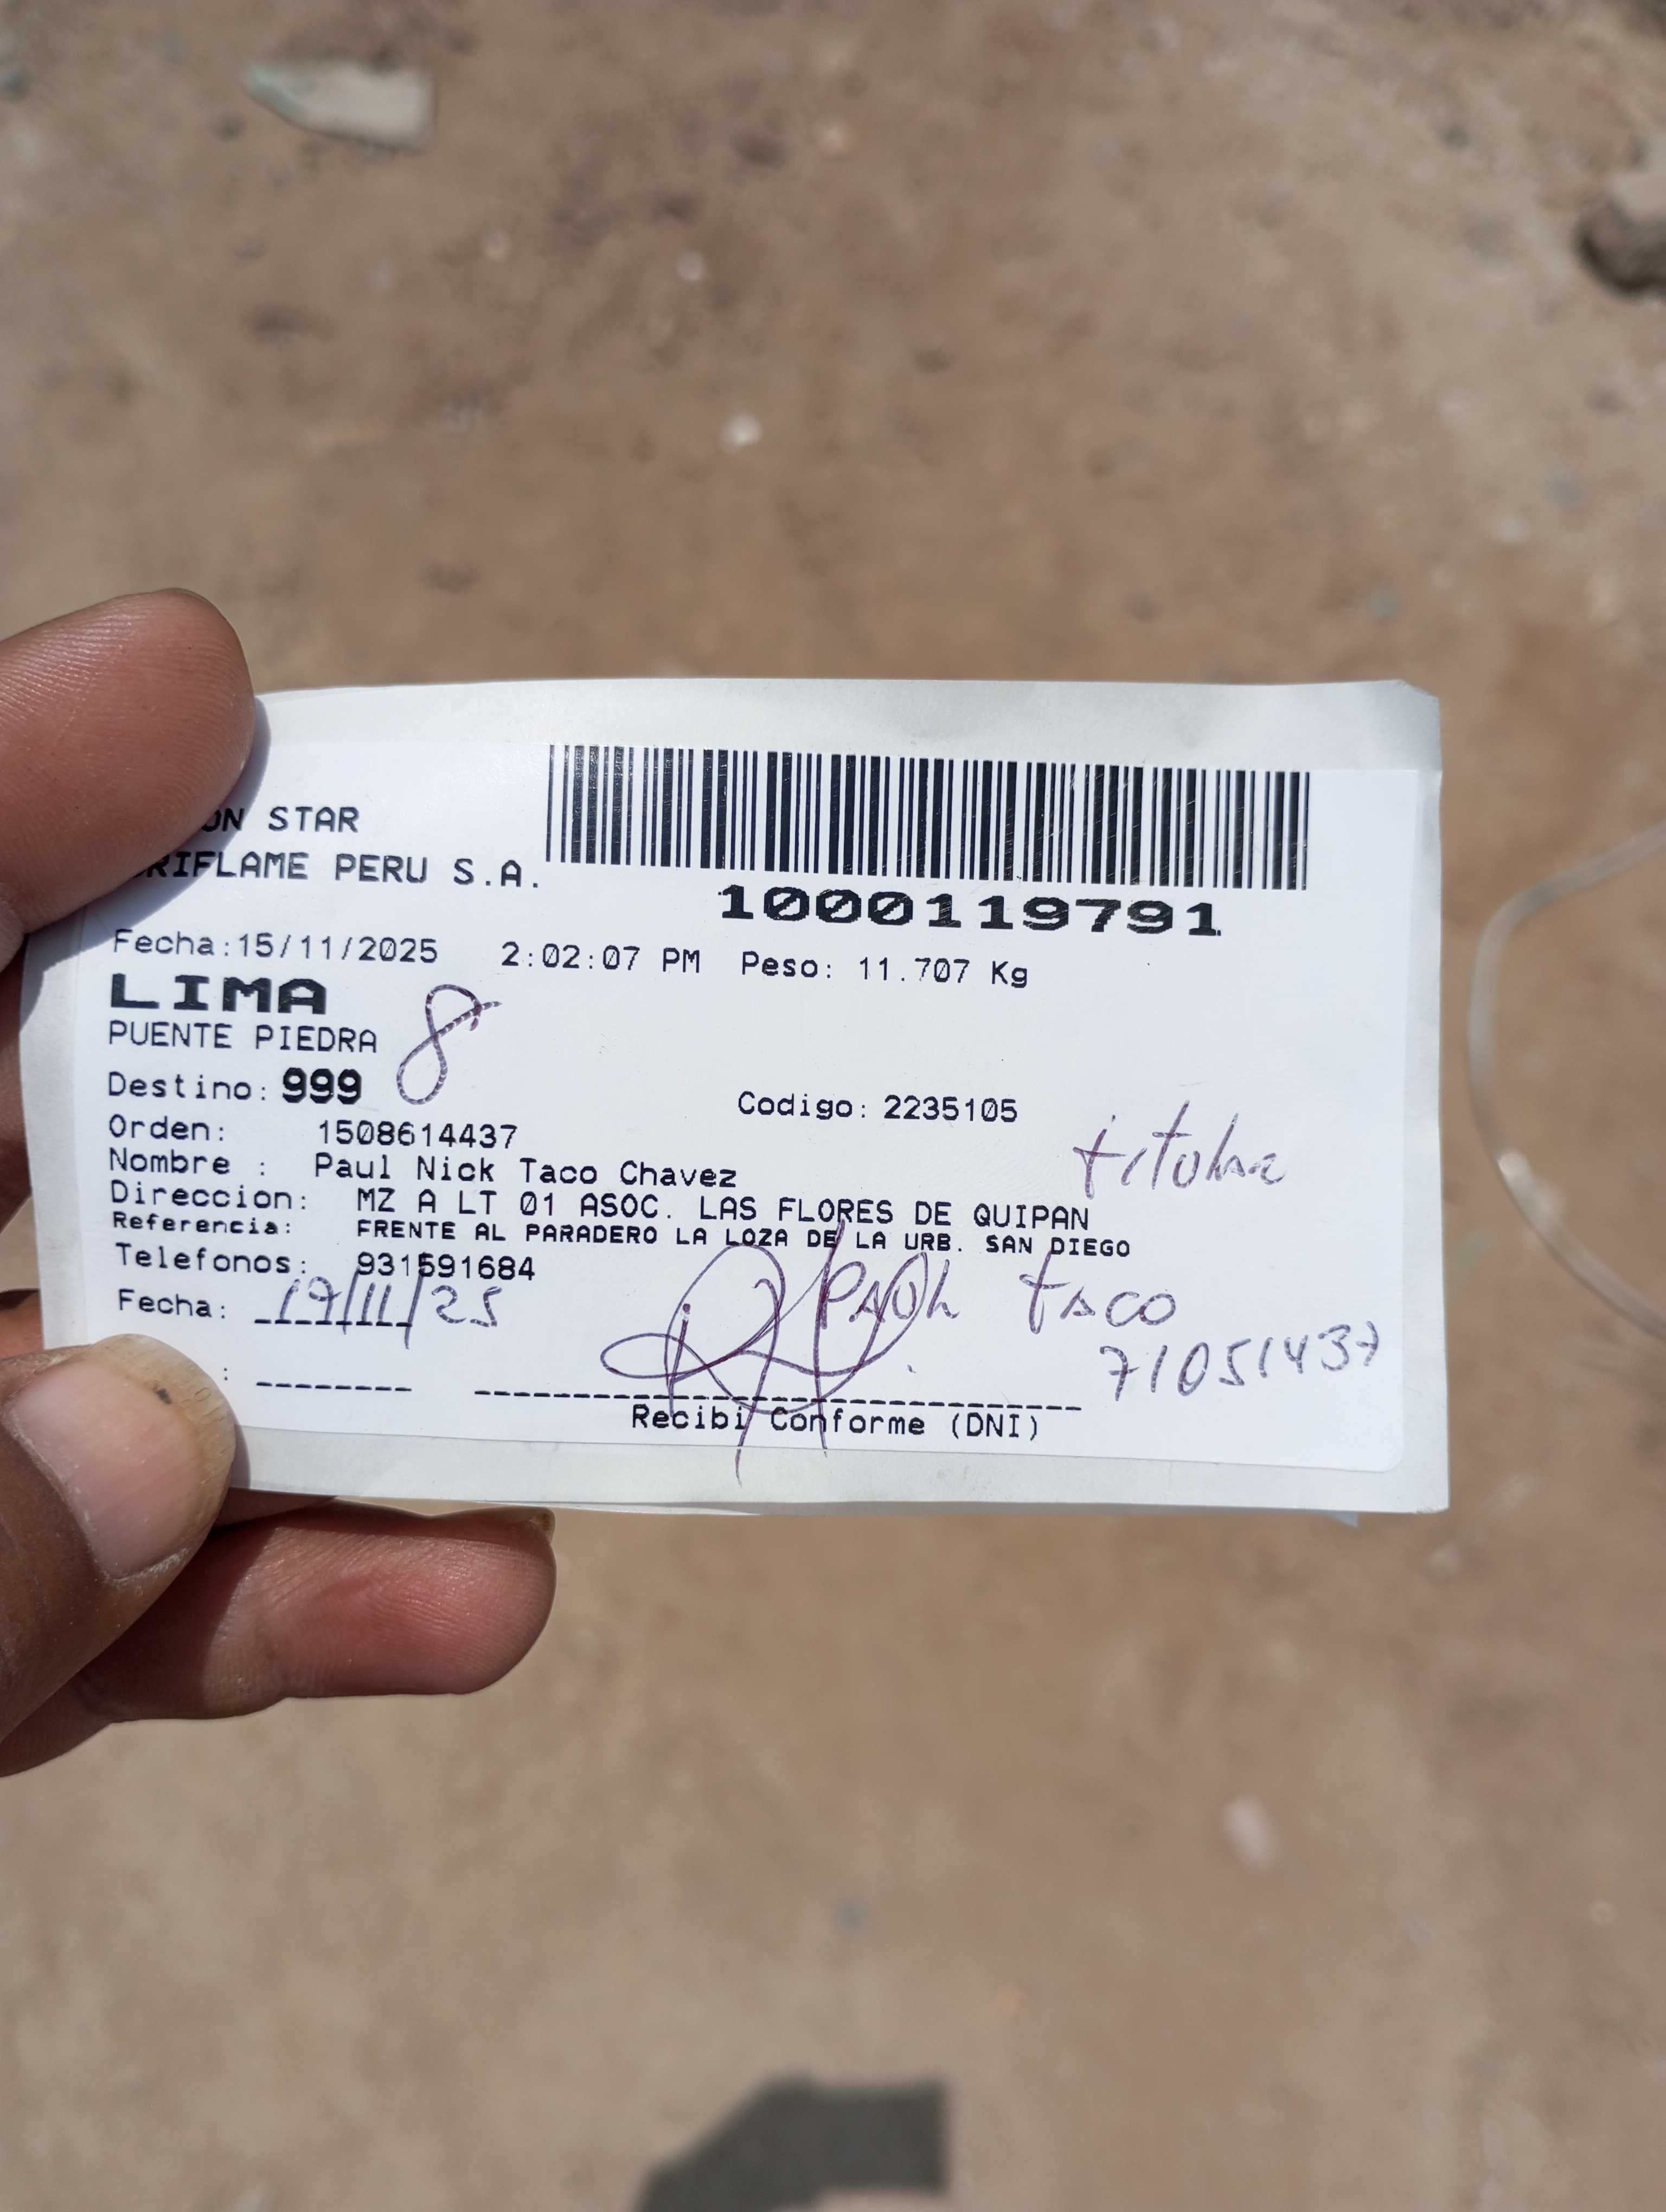 ON STAR
RIFLAME PERU S.A.
1000119791
Fecha:15/11/2025 2:02:07 PM Peso: 11.707 Kg
LIMA
PUENTE PIEDRA
8
Destino: 999
Codigo: 2235105
Orden: 1508614437
titular
Nombre : Paul Nick Taco Chavez
Direccion: MZ A LT 01 ASOC. LAS FLORES DE QUIPAN
Referencia: FRENTE AL PARADERO LA LOZA DE LA URB. SAN DIEGO
Telefonos: 931591684
Fecha: 19/11/25
PAOL TACO
71051437
:
Recibi Conforme (DNI)